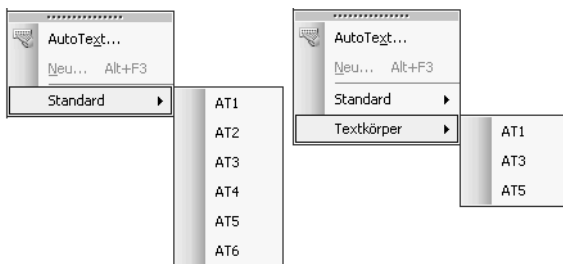 AutoText...
Neu... Alt+F3
Standard
AT1
AT2
AT3
AT4
AT5
AT6
AutoText...
Neu... Alt+F3
Standard
Textkörper
AT1
AT3
AT5